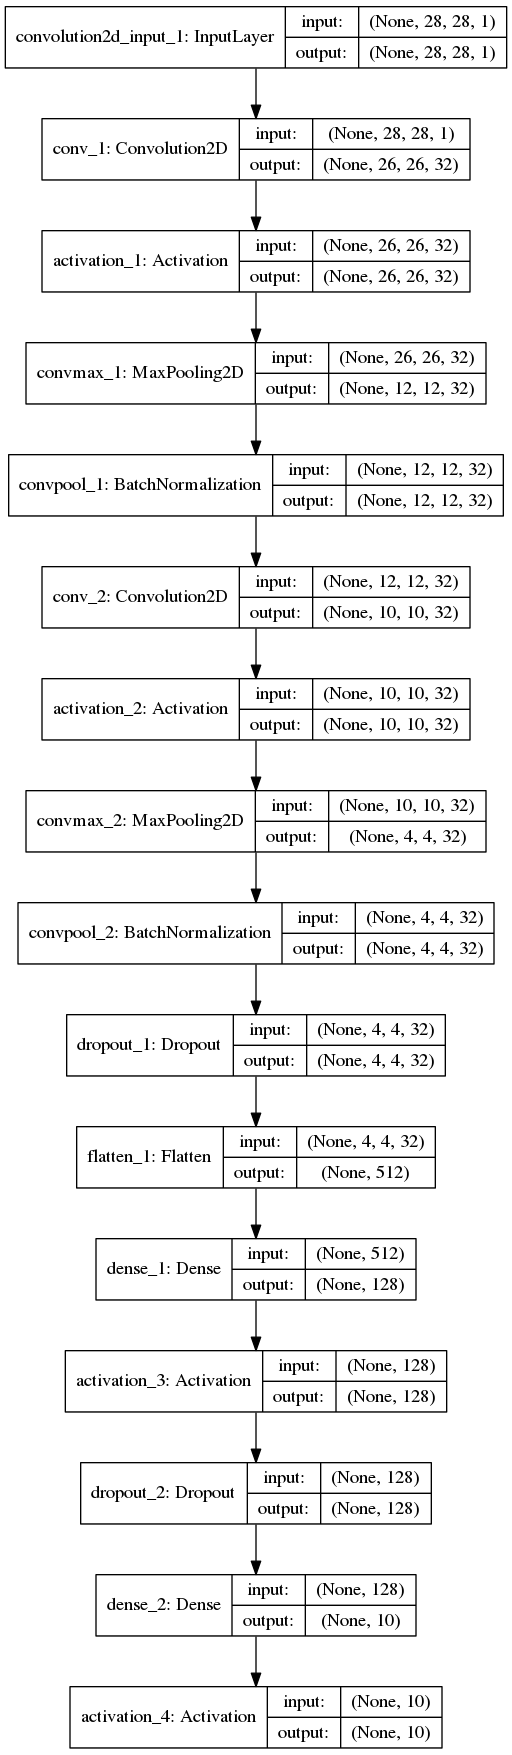 convolution2d_input_1: InputLayer
input: (None, 28, 28, 1)
output: (None, 28, 28, 1)
conv_1: Convolution2D
input: (None, 28, 28, 1)
output: (None, 26, 26, 32)
activation_1: Activation
input: (None, 26, 26, 32)
output: (None, 26, 26, 32)
convmax_1: MaxPooling2D
input: (None, 26, 26, 32)
output: (None, 12, 12, 32)
convpool_1: BatchNormalization
input: (None, 12, 12, 32)
output: (None, 12, 12, 32)
conv_2: Convolution2D
input: (None, 12, 12, 32)
output: (None, 10, 10, 32)
activation_2: Activation
input: (None, 10, 10, 32)
output: (None, 10, 10, 32)
convmax_2: MaxPooling2D
input: (None, 10, 10, 32)
output: (None, 4, 4, 32)
convpool_2: BatchNormalization
input: (None, 4, 4, 32)
output: (None, 4, 4, 32)
dropout_1: Dropout
input: (None, 4, 4, 32)
output: (None, 4, 4, 32)
flatten_1: Flatten
input: (None, 4, 4, 32)
output: (None, 512)
dense_1: Dense
input: (None, 512)
output: (None, 128)
activation_3: Activation
input: (None, 128)
output: (None, 128)
dropout_2: Dropout
input: (None, 128)
output: (None, 128)
dense_2: Dense
input: (None, 128)
output: (None, 10)
activation_4: Activation
input: (None, 10)
output: (None, 10)